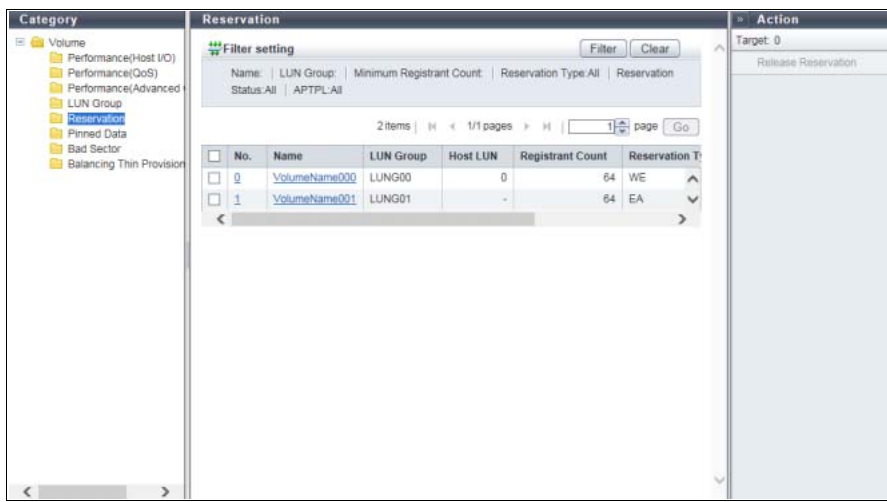 Category
Volume
Performance(Host I/O)
Performance(QoS)
Performance(Advanced
LUN Group
Reservation
Pinned Data
Bad Sector
Balancing Thin Provision
Reservation
Filter setting
Filter Clear
Name: | LUN Group: | Minimum Registrant Count: | Reservation Type:All | Reservation
Status:All | APTPL:All
2 items | 1/1 pages | 1 page Go
No. Name LUN Group Host LUN Registrant Count Reservation T
0 VolumeName000 LUNG00 0 64 WE
1 VolumeName001 LUNG01 - 64 EA
» Action
Target: 0
Release Reservation